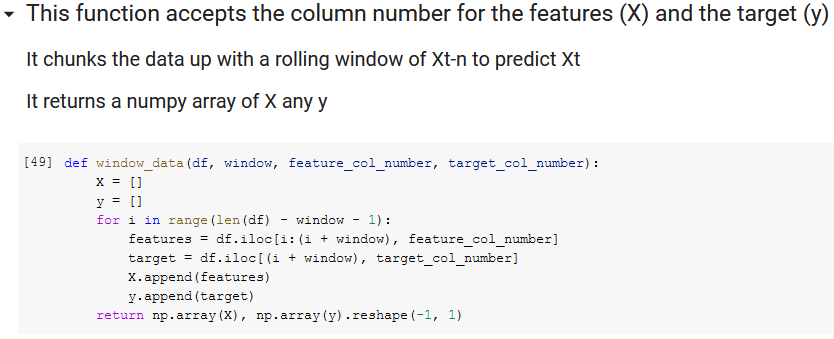 This function accepts the column number for the features (X) and the target (y)
It chunks the data up with a rolling window of Xt-n to predict Xt
It returns a numpy array of X any y
[49] def window_data(df, window, feature_col_number, target_col_number):
    X = []
    y = []
    for i in range(len(df) - window - 1):
        features = df.iloc[i:(i + window), feature_col_number]
        target = df.iloc[(i + window), target_col_number]
        X.append(features)
        y.append(target)
    return np.array(X), np.array(y).reshape(-1, 1)